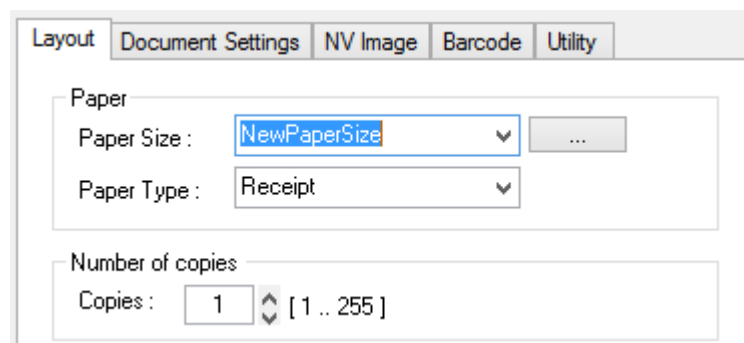 Layout Document Settings NV Image Barcode Utility
Paper
Paper Size : NewPaperSize ...
Paper Type : Receipt
Number of copies
Copies : 1 [ 1 .. 255 ]